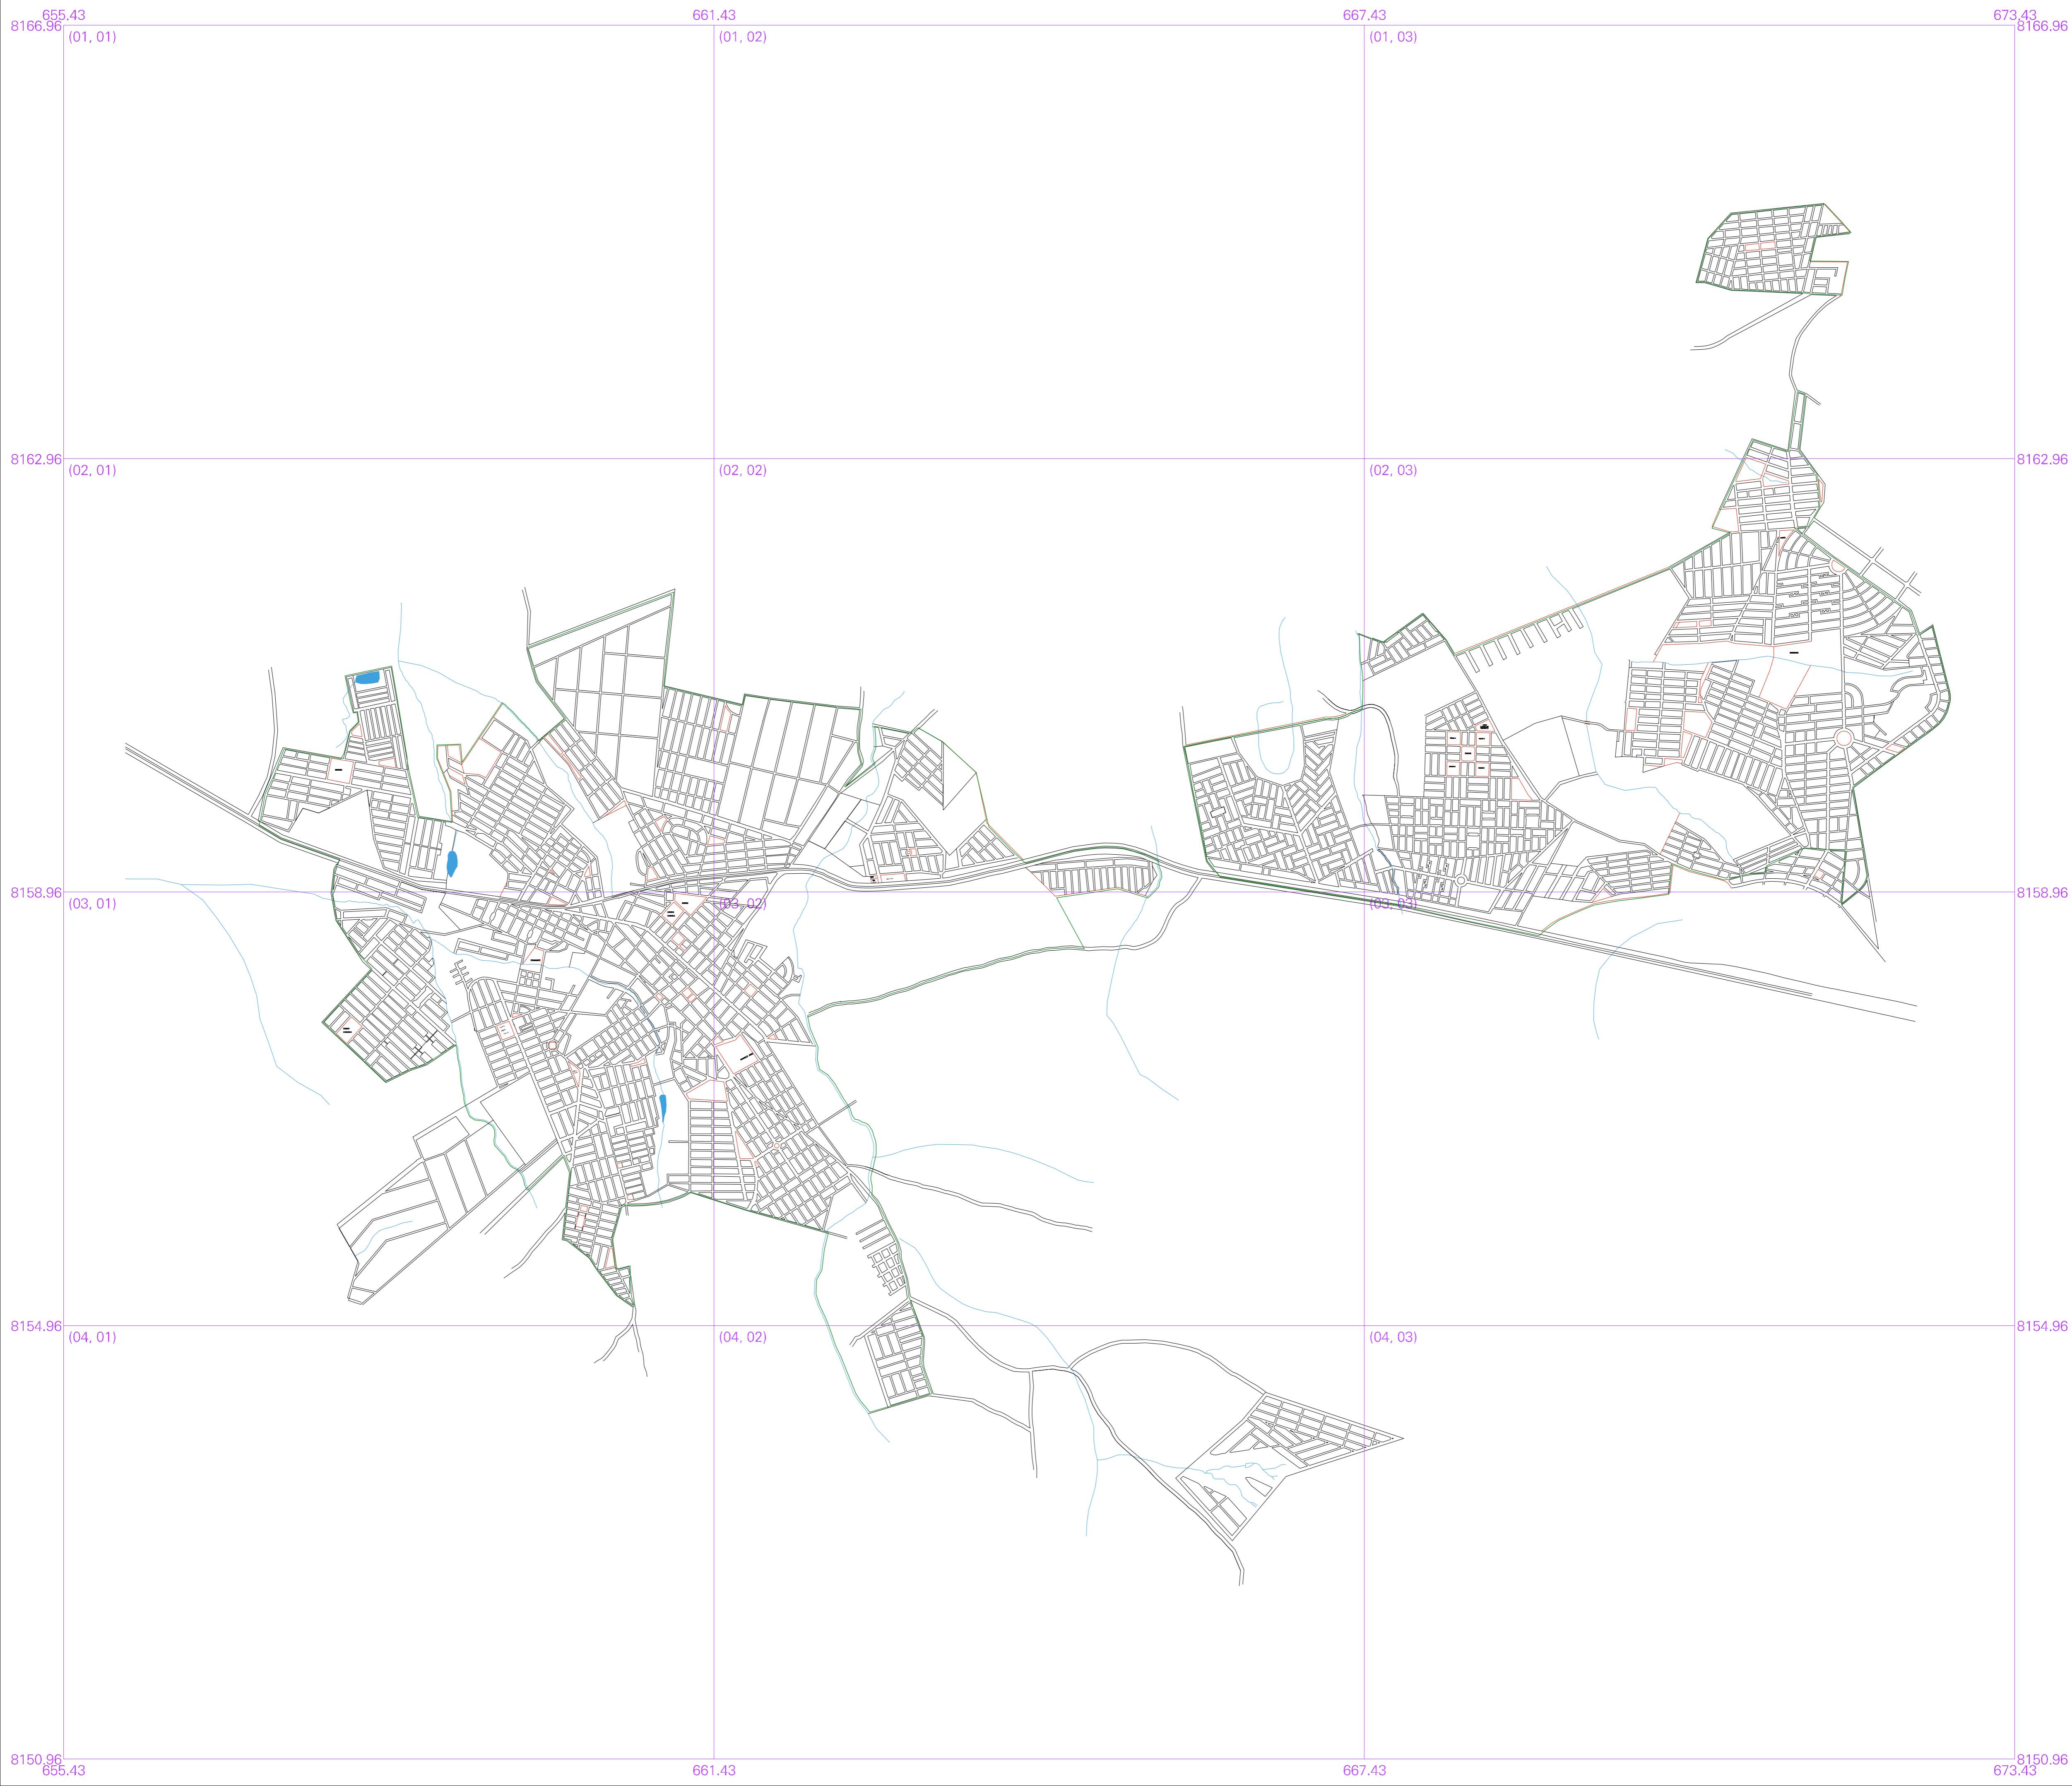 655.43 661.43 667.43 673.43
8166.96 8166.96
(01, 01) (01, 02) (01, 03)
8162.96 8162.96
(02, 01) (02, 02) (02, 03)
8158.96 8158.96
(03, 01) (03, 02) (03, 03)
8154.96 8154.96
(04, 01) (04, 02) (04, 03)
8150.96 8150.96
655.43 661.43 667.43 673.43